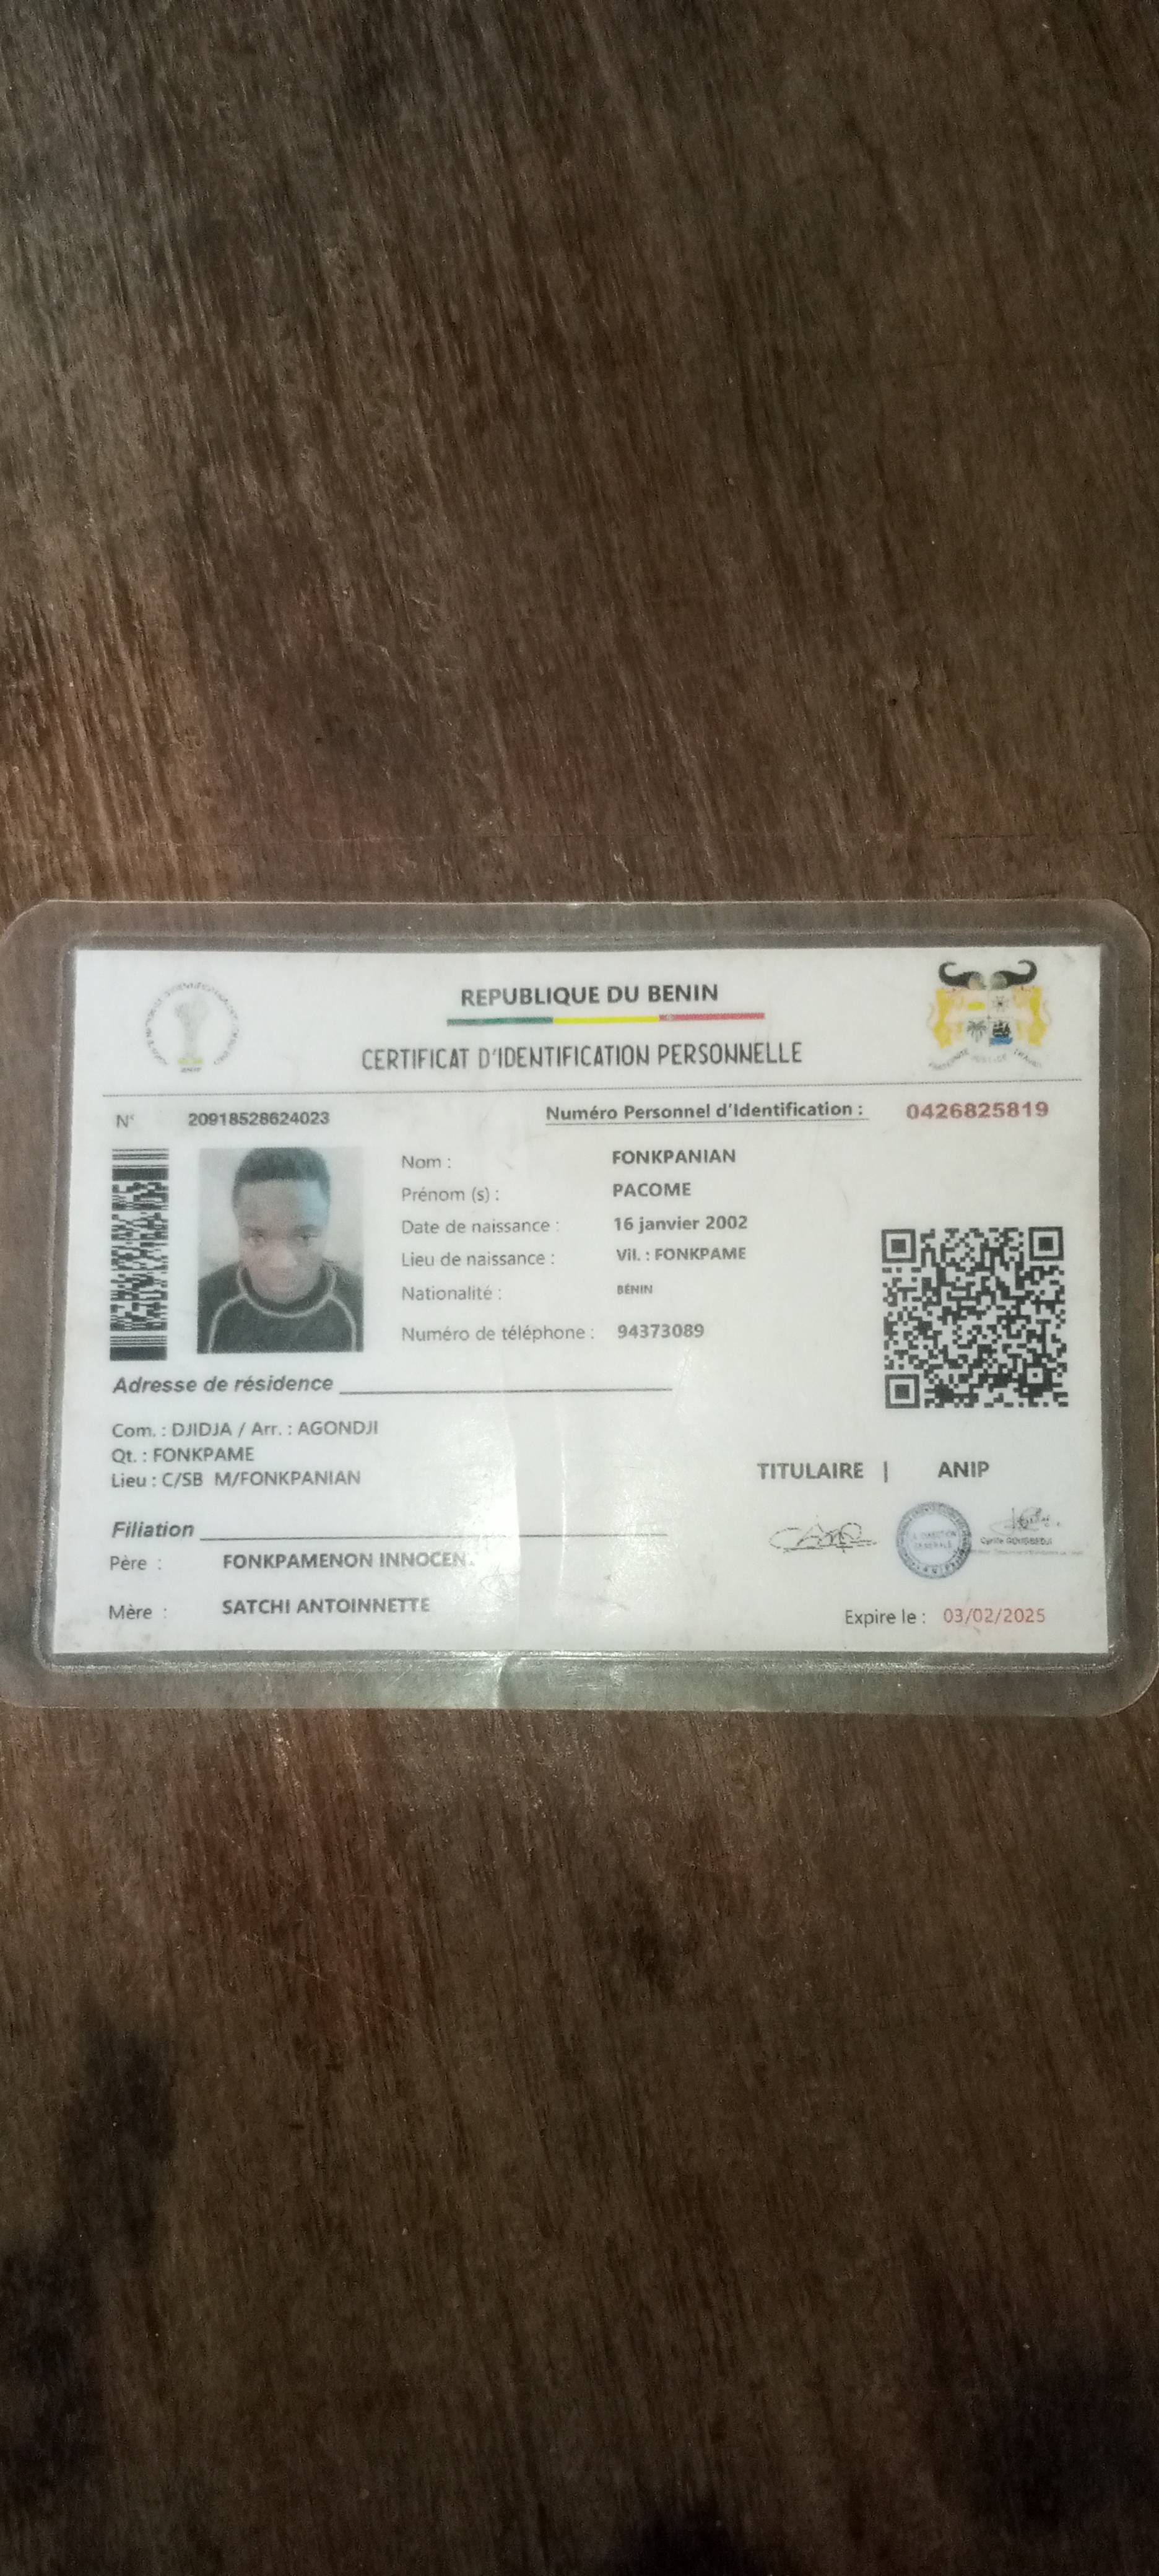 REPUBLIQUE DU BENIN
CERTIFICAT D'IDENTIFICATION PERSONNELLE
N° 20918528624023
Numéro Personnel d'Identification : 0426825819
Nom : FONKPANIAN
Prénom (s) : PACOME
Date de naissance : 16 janvier 2002
Lieu de naissance : Vil. : FONKPAME
Nationalité : BÉNIN
Numéro de téléphone : 94373089
Adresse de résidence
Com. : DJIDJA / Arr. : AGONDJI
Qt. : FONKPAME
Lieu : C/SB M/FONKPANIAN
TITULAIRE | ANIP
Filiation
Père : FONKPAMENON INNOCEN
Mère : SATCHI ANTOINNETTE
Expire le : 03/02/2025